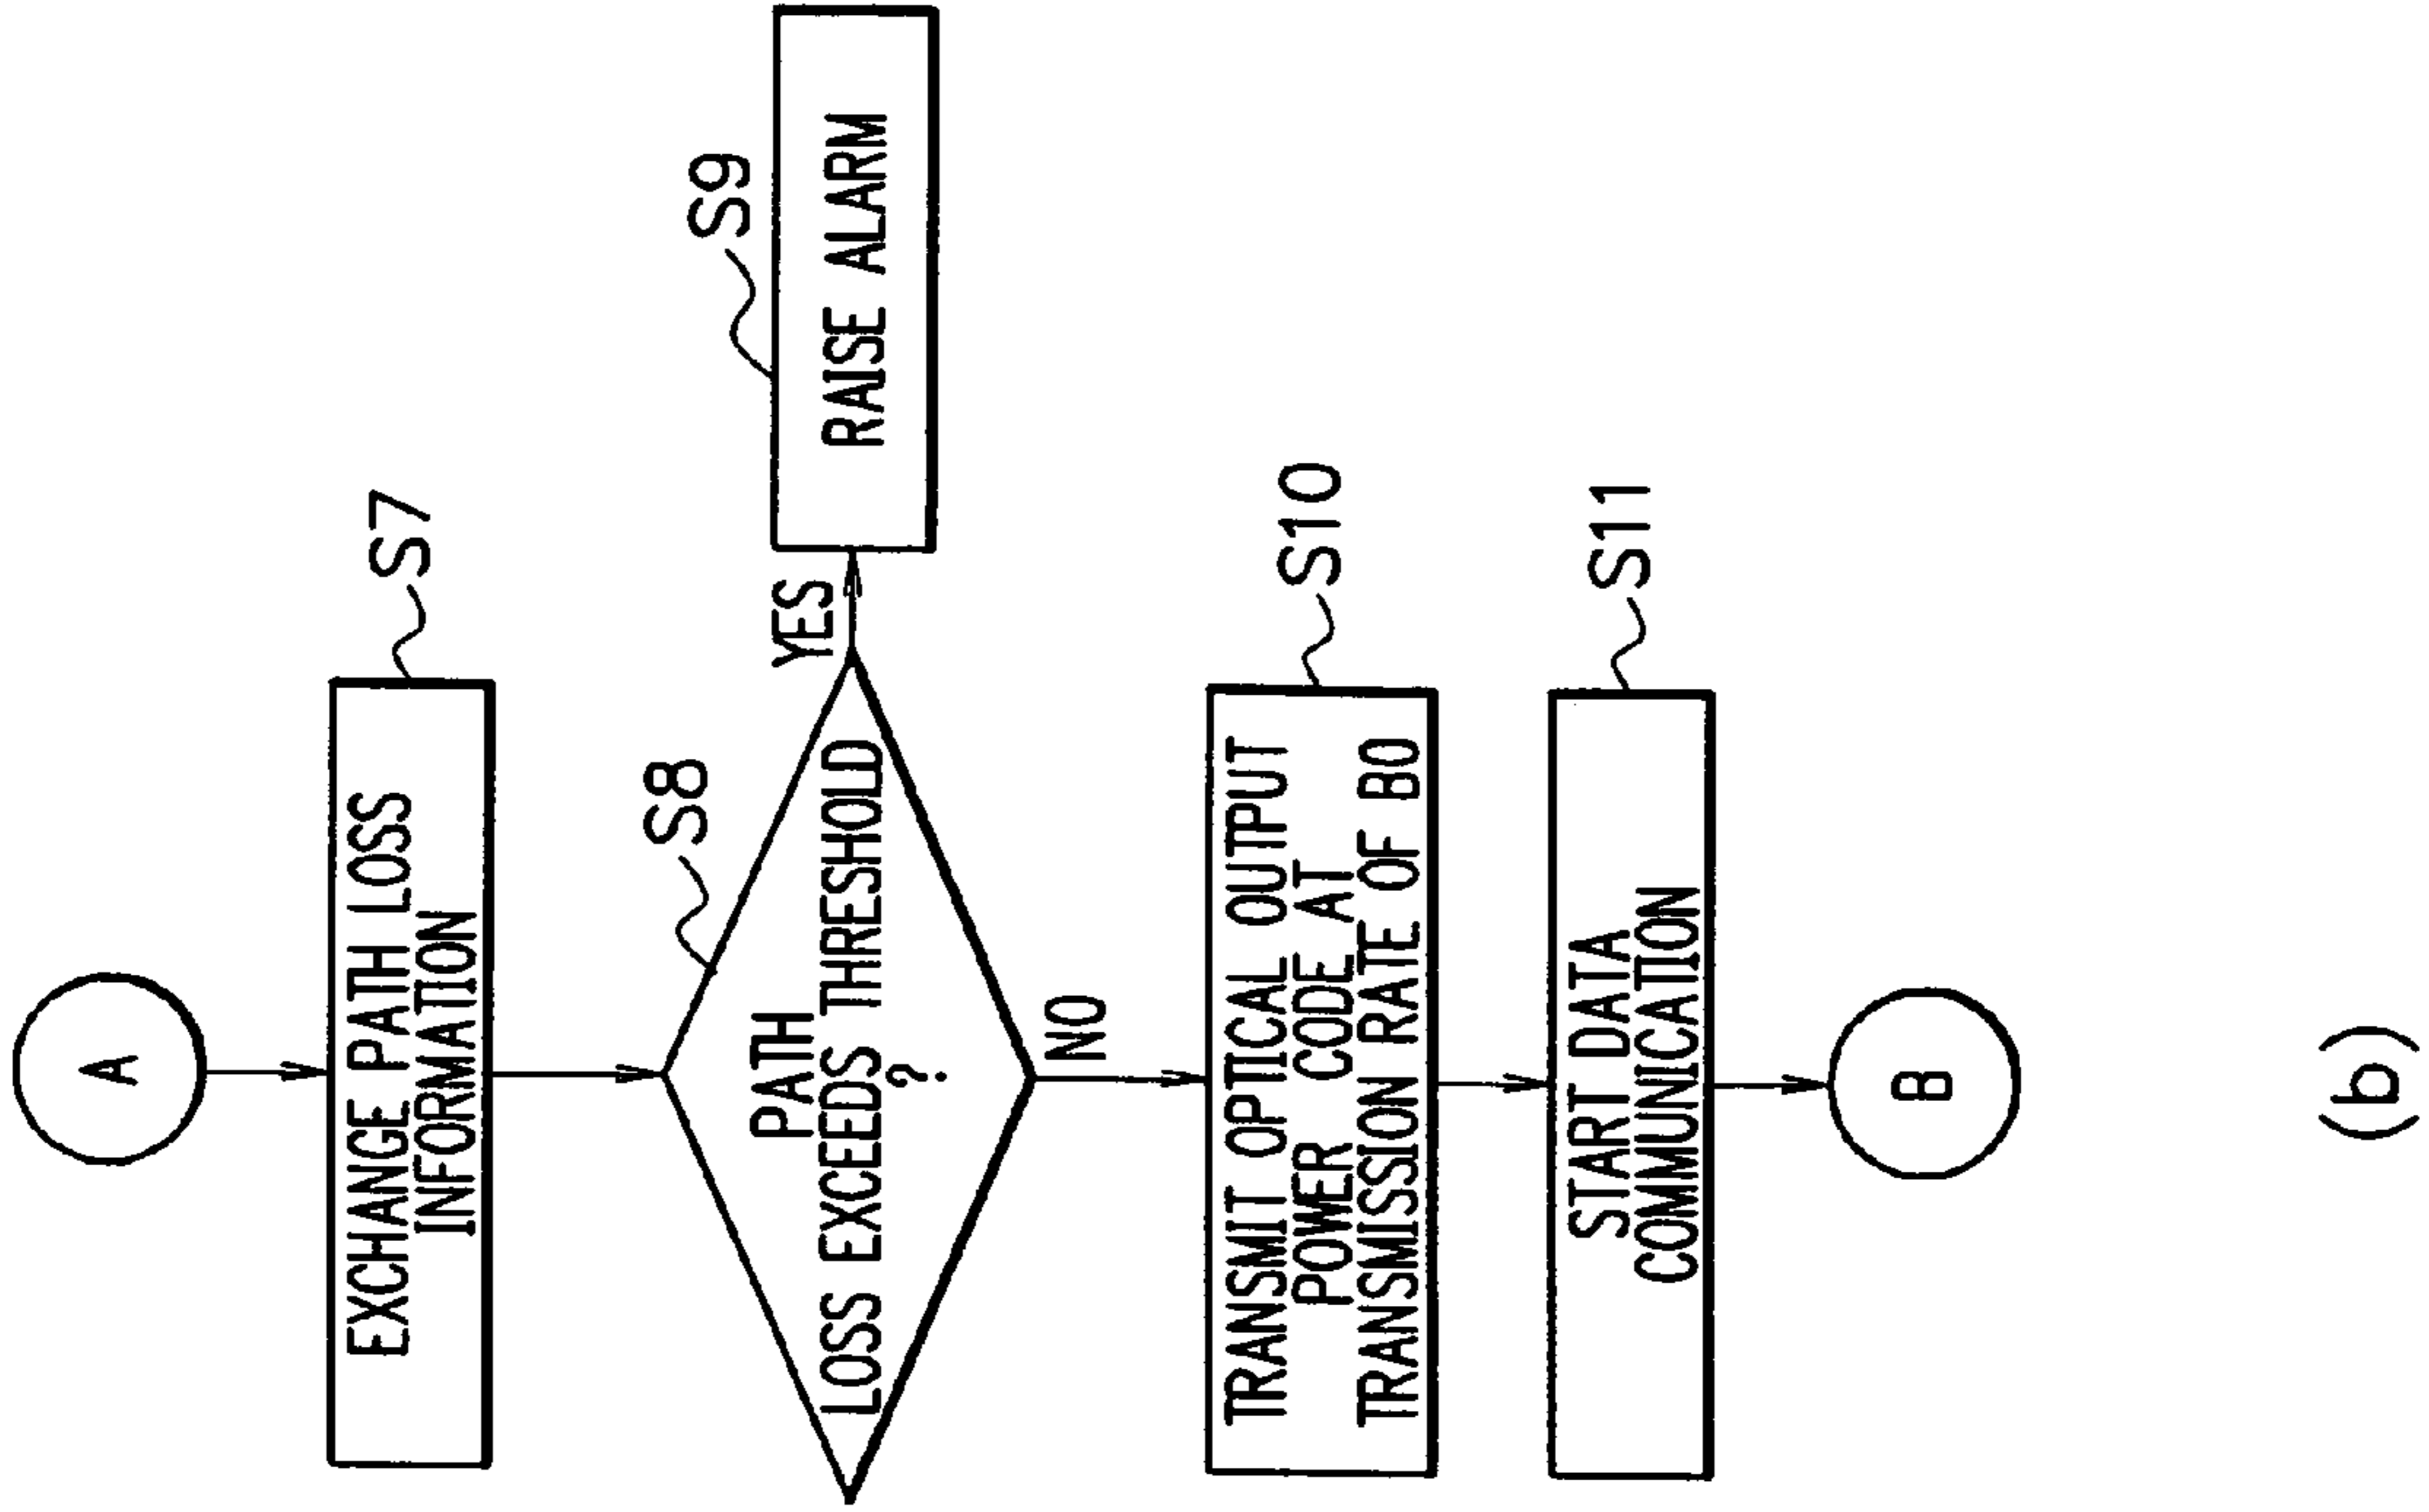 A
EXCHANGE PATH LOSS
INFORMATION
S7
PATH
LOSS EXCEEDS THRESHOLD
?
S8
YES
RAISE ALARM
S9
NO
TRANSMIT OPTICAL OUTPUT
POWER CODE AT
TRANSMISSION RATE OF B0
S10
START DATA
COMMUNICATION
S11
B
(b)